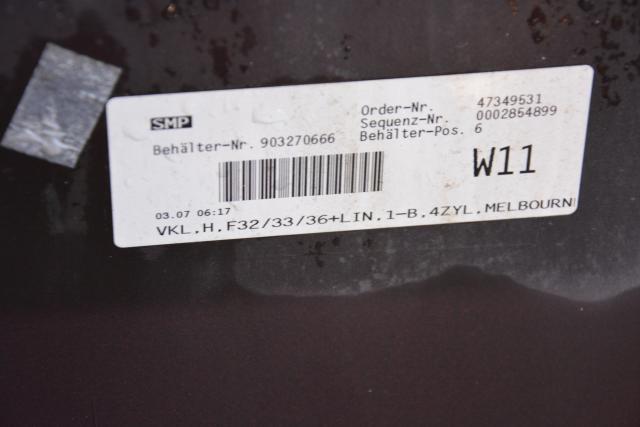 SMP
Order-Nr. 47349531
Sequenz-Nr. 0002854899
Behälter-Nr. 903270666 Behälter-Pos. 6
W11
03.07 06:17
VKL.H.F32/33/36+LIN.1-B.4ZYL.MELBOURN